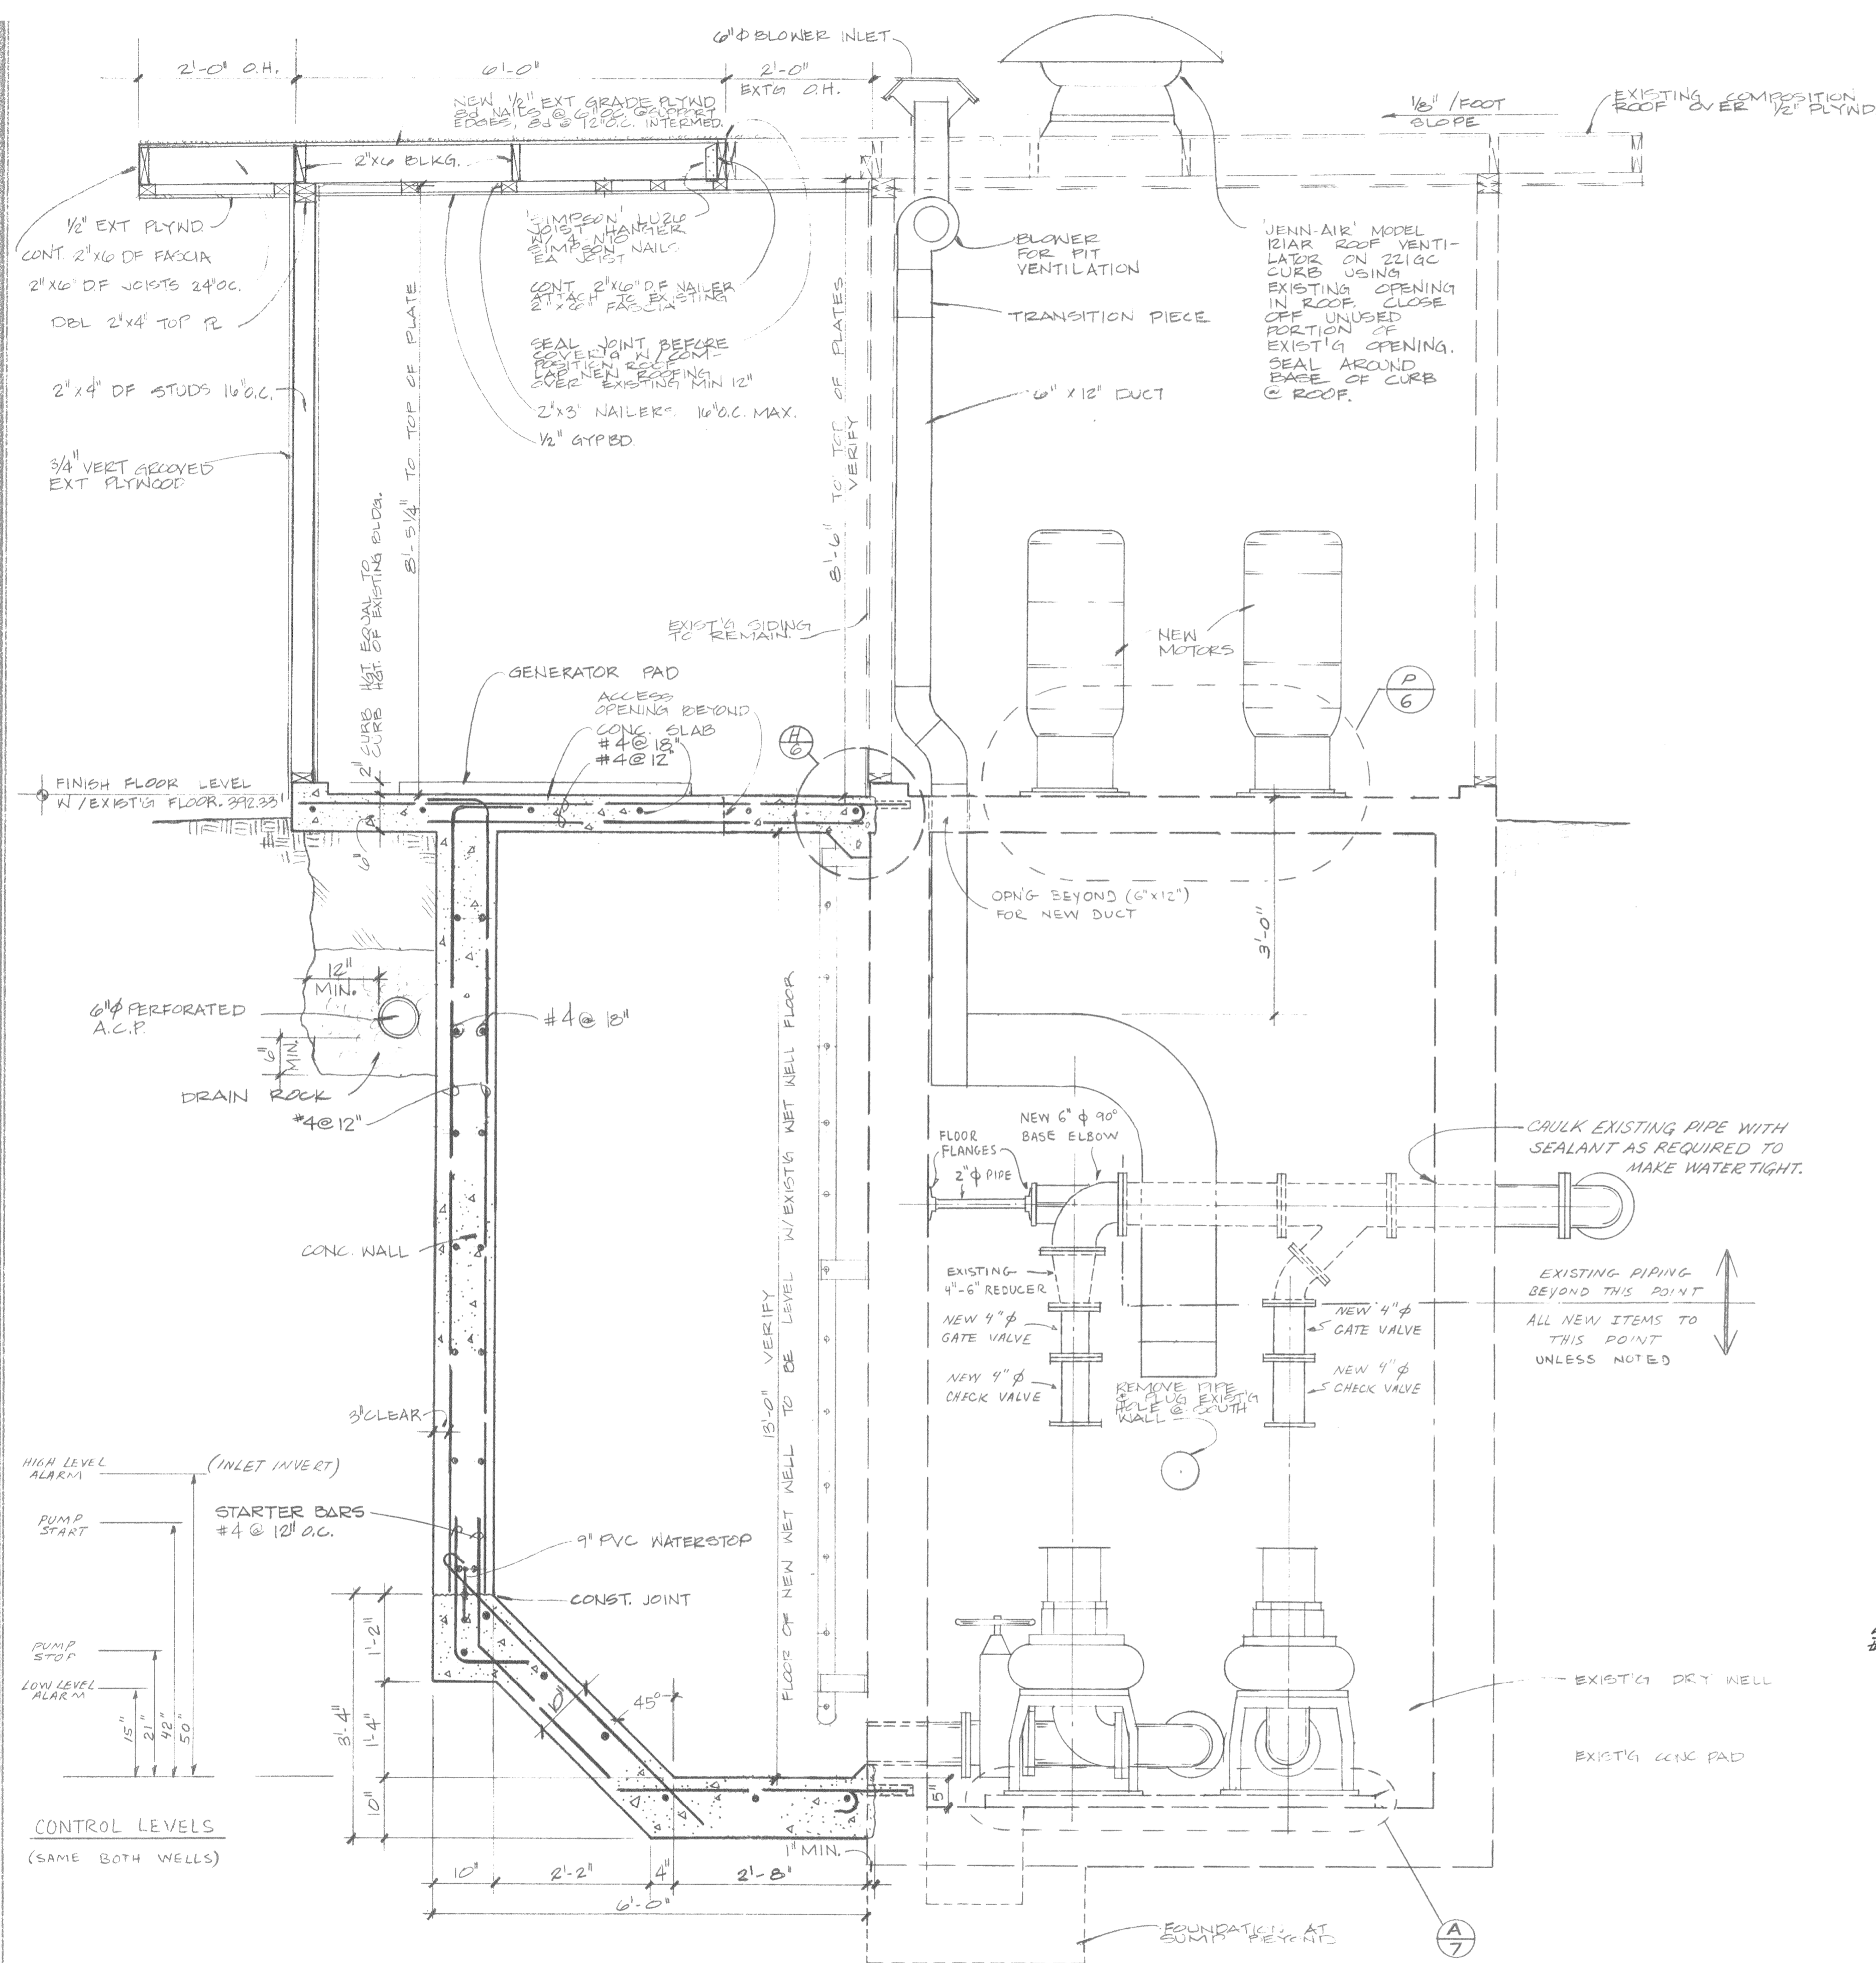 6"Φ BLOWER INLET
2'-0" O.H.
6'-0"
2'-0"
EXT'G O.H.
NEW 1/2" EXT GRADE PLYWD
8d NAILS @ 6" OC. @ SUPPORT
EDGES, 8d @ 12" O.C. INTERMED.
1/8" /FOOT
SLOPE
EXISTING COMPOSITION
ROOF OVER 1/2" PLYWD
2"x6 BLKG.
1/2" EXT PLYWD.
CONT. 2"x6 DF FASCIA
2"x6" DF JOISTS 24"OC.
DBL 2"x4" TOP PL
2"x4" DF STUDS 16"O.C.
3/4" VERT GROOVED
EXT PLYWOOD
'SIMPSON' LU26
JOIST HANGER
W/ 4-N10
SIMPSON NAILS
EA JOIST
CONT 2"x6" D.F. NAILER
ATTACH TO EXISTING
2"x6" FASCIA
SEAL JOINT BEFORE
COVER'G W/COM-
POSITION ROOF
LAP NEW ROOFING
OVER EXISTING MIN 12"
2"x3" NAILERS 16"O.C. MAX.
1/2" GYPBD.
BLOWER
FOR PIT
VENTILATION
TRANSITION PIECE
6" x 12" DUCT
'JENN-AIR' MODEL
121AR ROOF VENTI-
LATOR ON 221GC
CURB USING
EXISTING OPENING
IN ROOF. CLOSE
OFF UNUSED
PORTION OF
EXIST'G OPENING.
SEAL AROUND
BASE OF CURB
@ ROOF.
2" CURB HGT. EQUAL TO
CURB HGT. OF EXISTING BLDG.
8'-5 1/4" TO TOP OF PLATE
8'-6" TO TOP OF PLATES
VERIFY
EXIST'G SIDING
TO REMAIN.
NEW
MOTORS
P
6
GENERATOR PAD
ACCESS
OPENING BEYOND
CONC. SLAB
#4 @ 18"
#4 @ 12"
H
6
FINISH FLOOR LEVEL
W/EXIST'G FLOOR. 392.33'
6"
OPN'G BEYOND (6"x12")
FOR NEW DUCT
3'-0"
12"
MIN.
6"Φ PERFORATED
A.C.P.
6"
MIN.
DRAIN ROCK
#4 @ 18"
#4@12"
CONC. WALL
13'-0" VERIFY
FLOOR OF NEW WET WELL TO BE LEVEL W/EXIST'G WET WELL FLOOR
FLOOR
FLANGES
2"Φ PIPE
NEW 6" Φ 90°
BASE ELBOW
CAULK EXISTING PIPE WITH
SEALANT AS REQUIRED TO
MAKE WATER TIGHT.
EXISTING
4"-6" REDUCER
NEW 4"Φ
GATE VALVE
NEW 4"Φ
CHECK VALVE
NEW 4"Φ
GATE VALVE
NEW 4"Φ
CHECK VALVE
EXISTING PIPING
BEYOND THIS POINT
ALL NEW ITEMS TO
THIS POINT
UNLESS NOTED
REMOVE PIPE
& PLUG EXIST'G
HOLE @ SOUTH
WALL
3" CLEAR
HIGH LEVEL
ALARM
(INLET INVERT)
PUMP
START
STARTER BARS
#4 @ 12" O.C.
9" PVC WATERSTOP
CONST. JOINT
PUMP
STOP
LOW LEVEL
ALARM
15"
21"
42"
50"
3'-4"
1'-2"
1'-4"
10"
10"
45°
5"
EXIST'G DRY WELL
EXIST'G CONC PAD
CONTROL LEVELS
(SAME BOTH WELLS)
1" MIN.
10"
2'-2"
4"
2'-8"
6'-0"
FOUNDATION AT
SUMP BEYOND
A
7